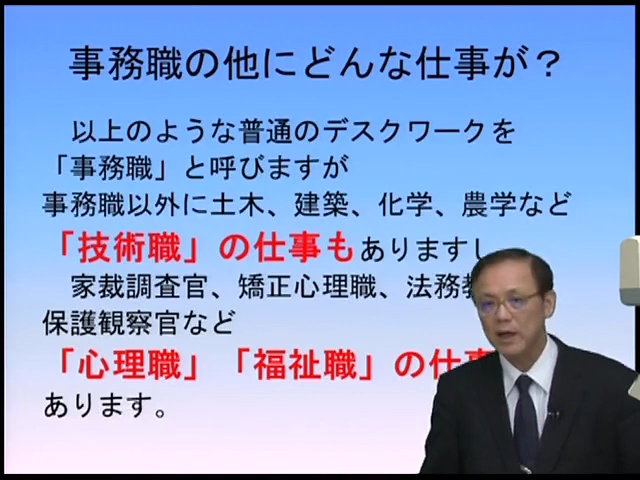 事務職の他にどんな仕事が？
以上のような普通のデスクワークを
「事務職」と呼びますが
事務職以外に土木、建築、化学、農学など
「技術職」の仕事もありますし
家裁調査官、矯正心理職、法務教
保護観察官など
「心理職」「福祉職」の仕事
あります。